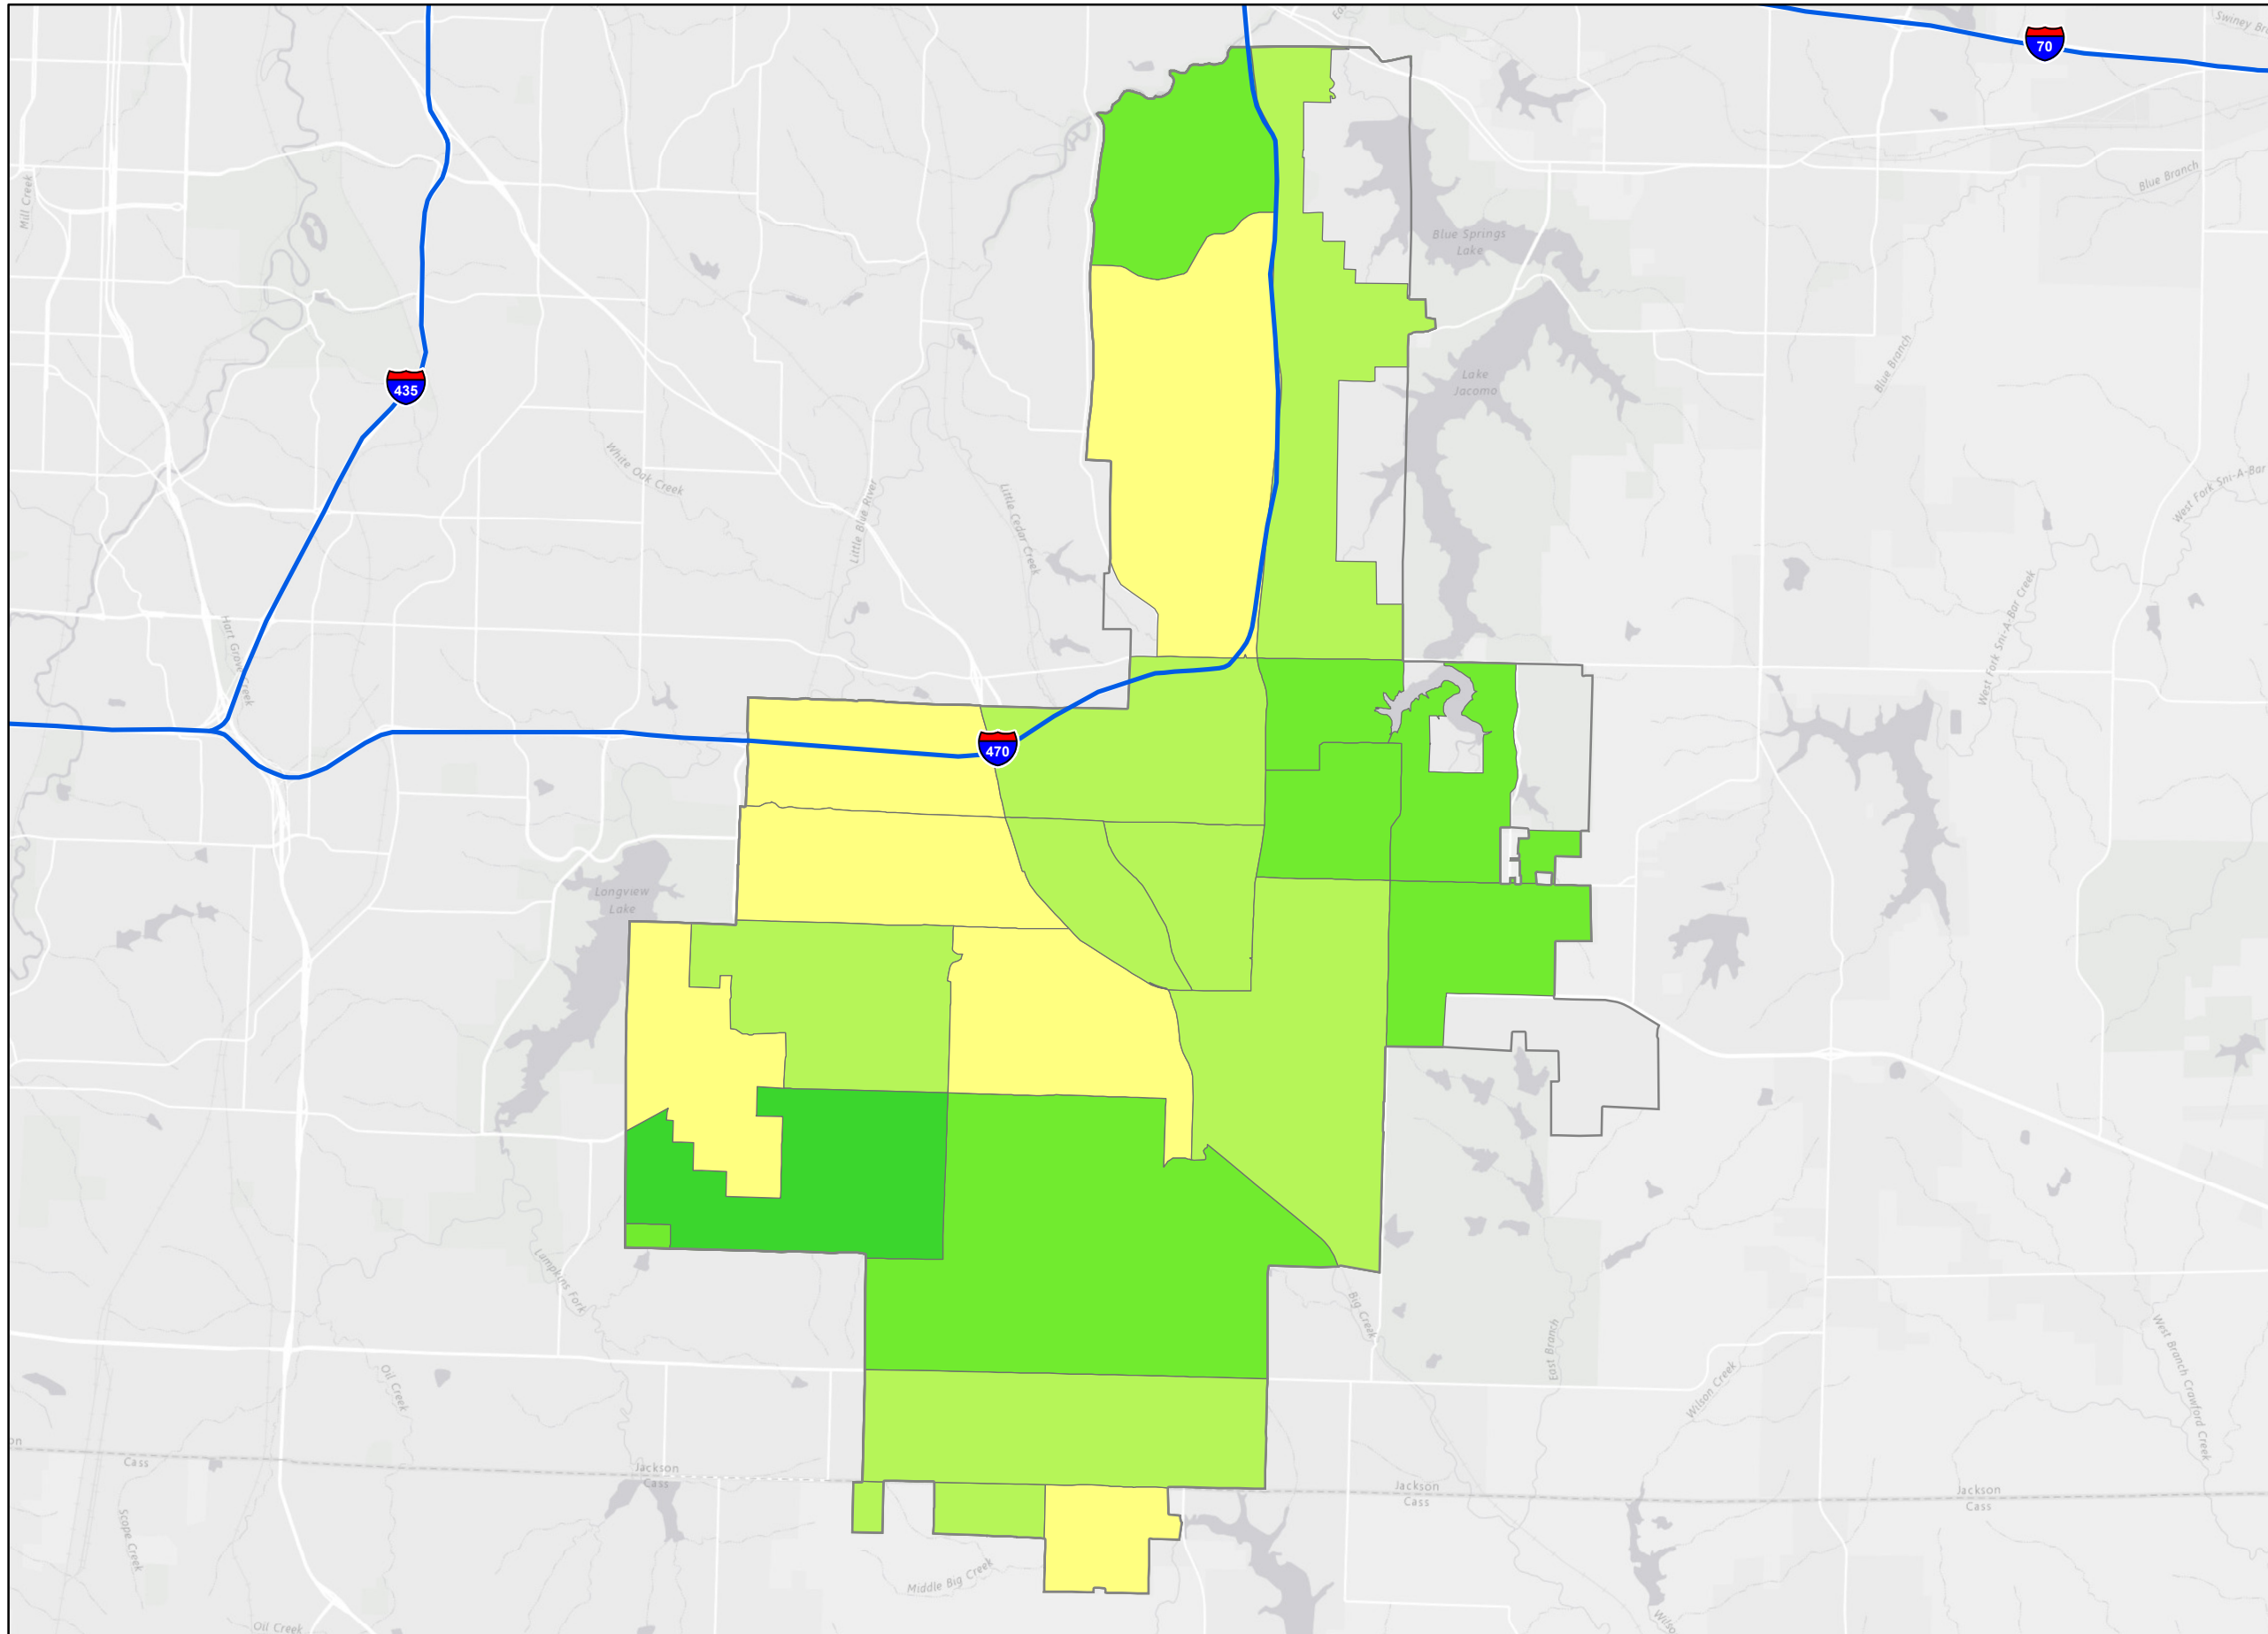 Swiney Br
70
Mill Creek
Blue Branch
Blue Springs
Lake
Blue Branch
Lake
Jacomo
435
White Oak Creek
Little Blue River
Little Cedar Creek
West Fork Sni-A-Bar
West Fork Sni-A-Bar Creek
Hart Grove Creek
470
Longview
Lake
Lampkins Fork
Big Creek
East Branch
Wilson Creek
West Branch Crawford Creek
Oil Creek
Cass
Jackson
Cass
Jackson
Cass
Jackson
Cass
Scope Creek
Middle Big Creek
Oil Creek